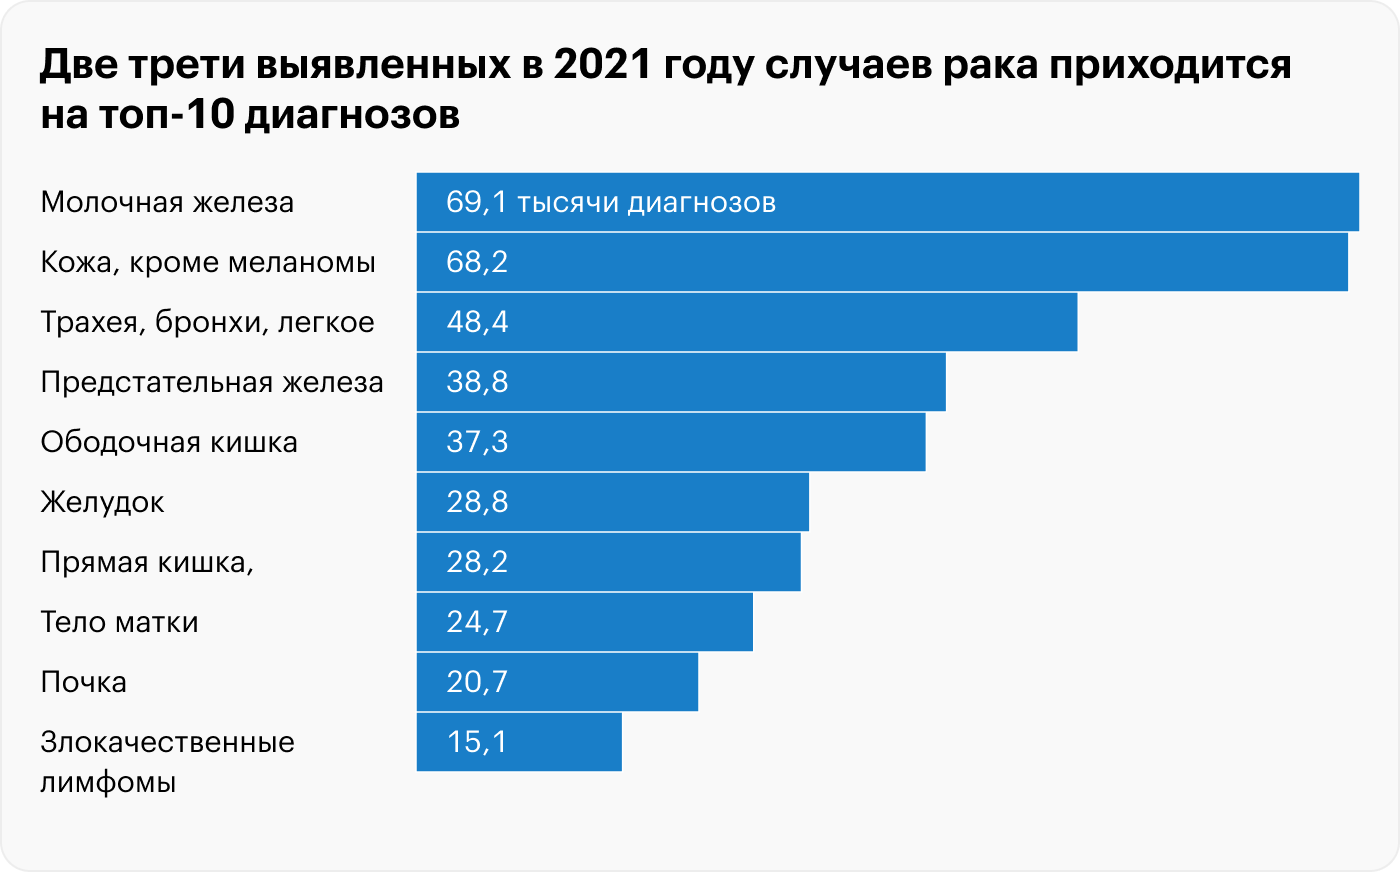 Две трети выявленных в 2021 году случаев рака приходится
на топ-10 диагнозов
Молочная железа 69,1 тысячи диагнозов
Кожа, кроме меланомы 68,2
Трахея, бронхи, легкое 48,4
Предстательная железа 38,8
Ободочная кишка 37,3
Желудок 28,8
Прямая кишка, 28,2
Тело матки 24,7
Почка 20,7
Злокачественные 15,1
лимфомы